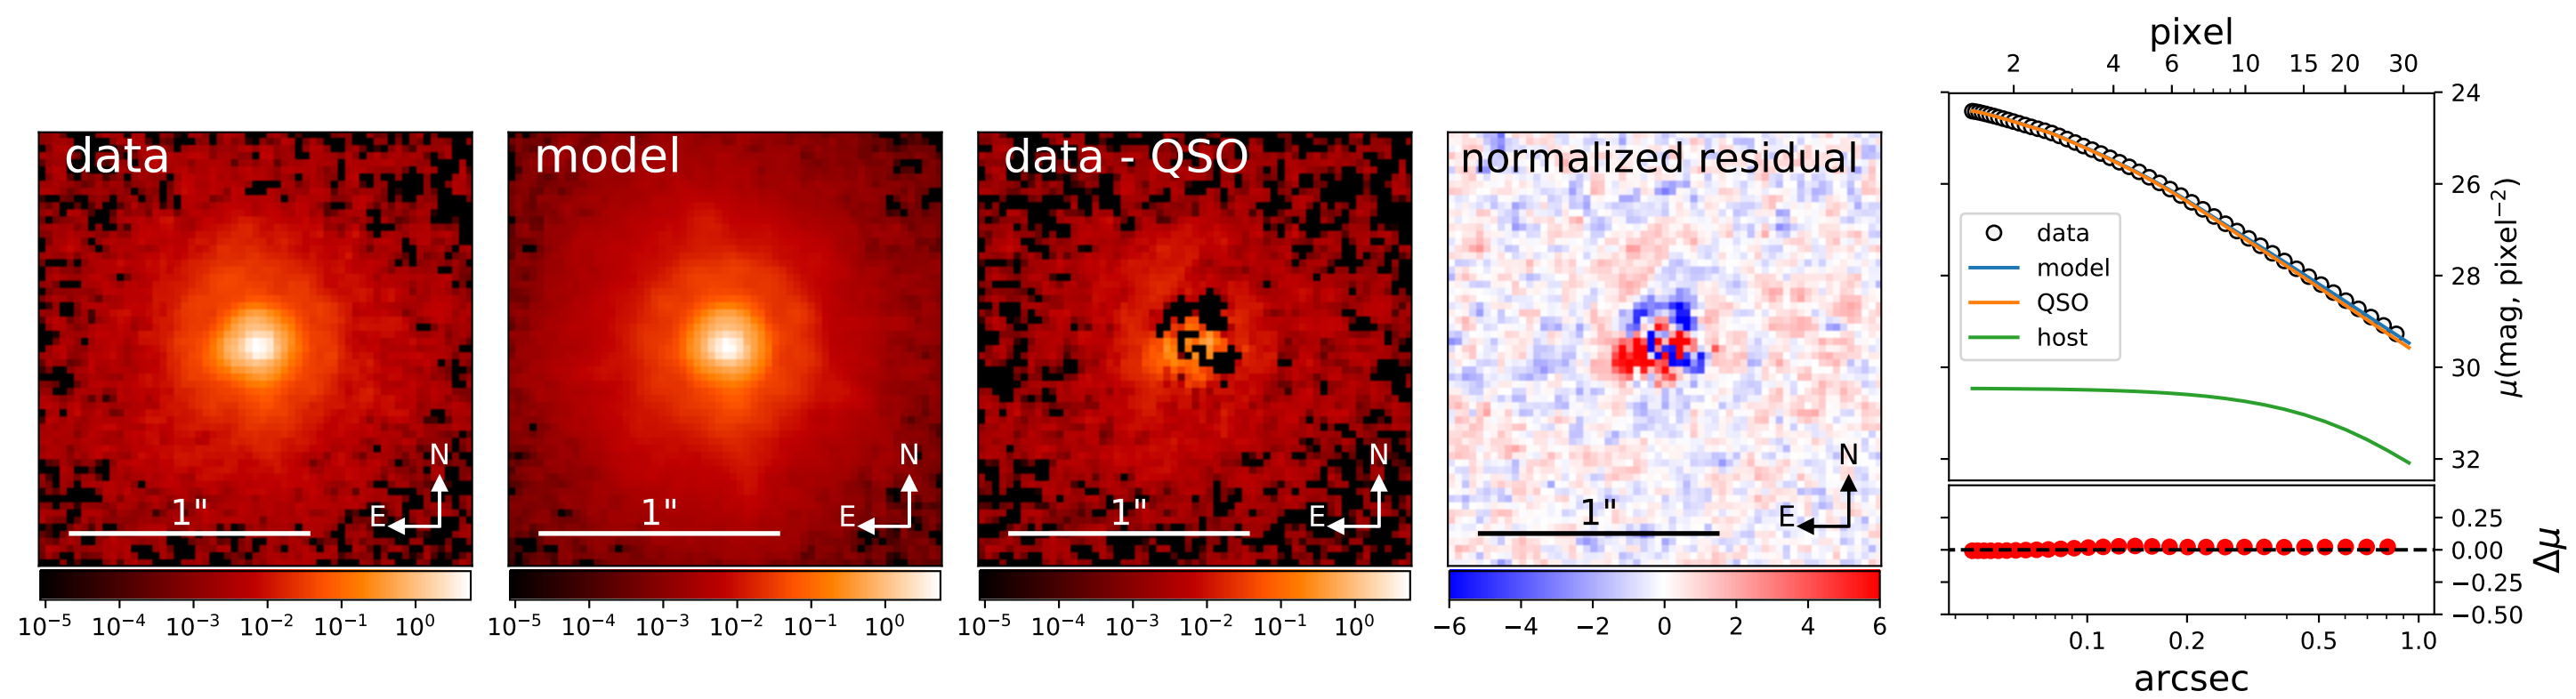 data
N
E
1"
10⁻⁵ 10⁻⁴ 10⁻³ 10⁻² 10⁻¹ 10⁰
model
N
E
1"
10⁻⁵ 10⁻⁴ 10⁻³ 10⁻² 10⁻¹ 10⁰
data - QSO
N
E
1"
10⁻⁵ 10⁻⁴ 10⁻³ 10⁻² 10⁻¹ 10⁰
normalized residual
N
E
1"
−6 −4 −2 0 2 4 6
pixel
2 4 6 10 15 20 30
24
26
28
30
32
μ(mag, pixel⁻²)
data
model
QSO
host
0.25
0.00
−0.25
−0.50
Δμ
0.1 0.2 0.5 1.0
arcsec